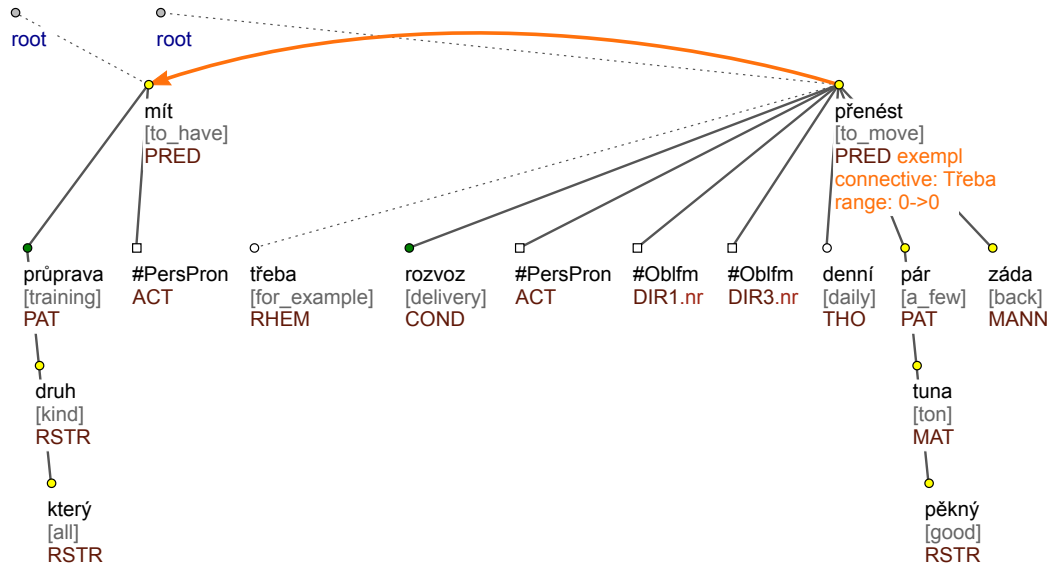 root
root
mít
[to_have]
PRED
přenést
[to_move]
PRED exempl
connective: Třeba
range: 0->0
průprava
[training]
PAT
#PersPron
ACT
třeba
[for_example]
RHEM
rozvoz
[delivery]
COND
#PersPron
ACT
#Oblfm
DIR1.nr
#Oblfm
DIR3.nr
denní
[daily]
THO
pár
[a_few]
PAT
záda
[back]
MANN
druh
[kind]
RSTR
tuna
[ton]
MAT
který
[all]
RSTR
pěkný
[good]
RSTR